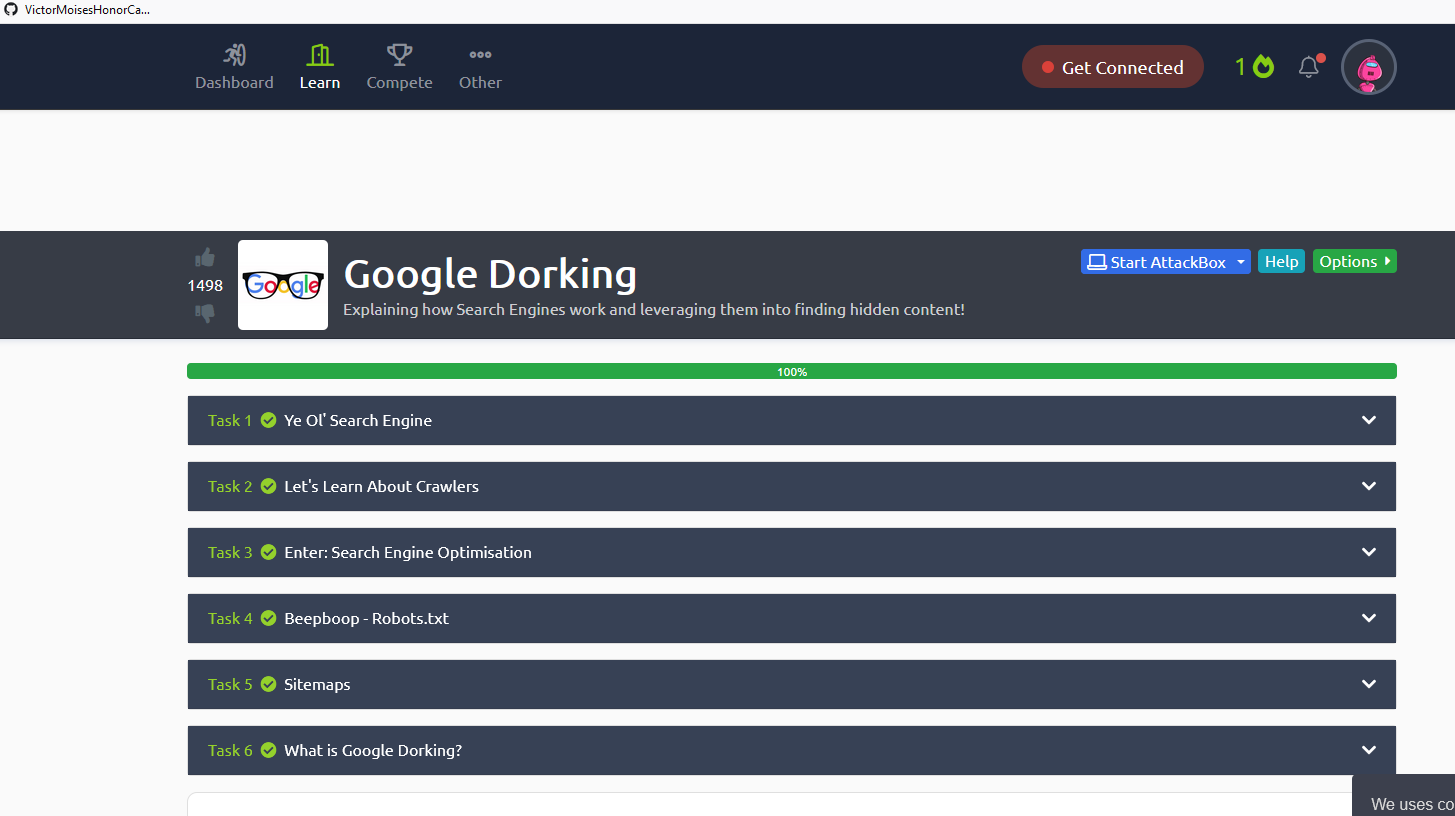 VictorMoisesHonorCa...
Dashboard
Learn
Compete
Other
Get Connected
1
1498
Google
Google Dorking
Explaining how Search Engines work and leveraging them into finding hidden content!
Start AttackBox
Help
Options
100%
Task 1 Ye Ol' Search Engine
Task 2 Let's Learn About Crawlers
Task 3 Enter: Search Engine Optimisation
Task 4 Beepboop - Robots.txt
Task 5 Sitemaps
Task 6 What is Google Dorking?
We uses co